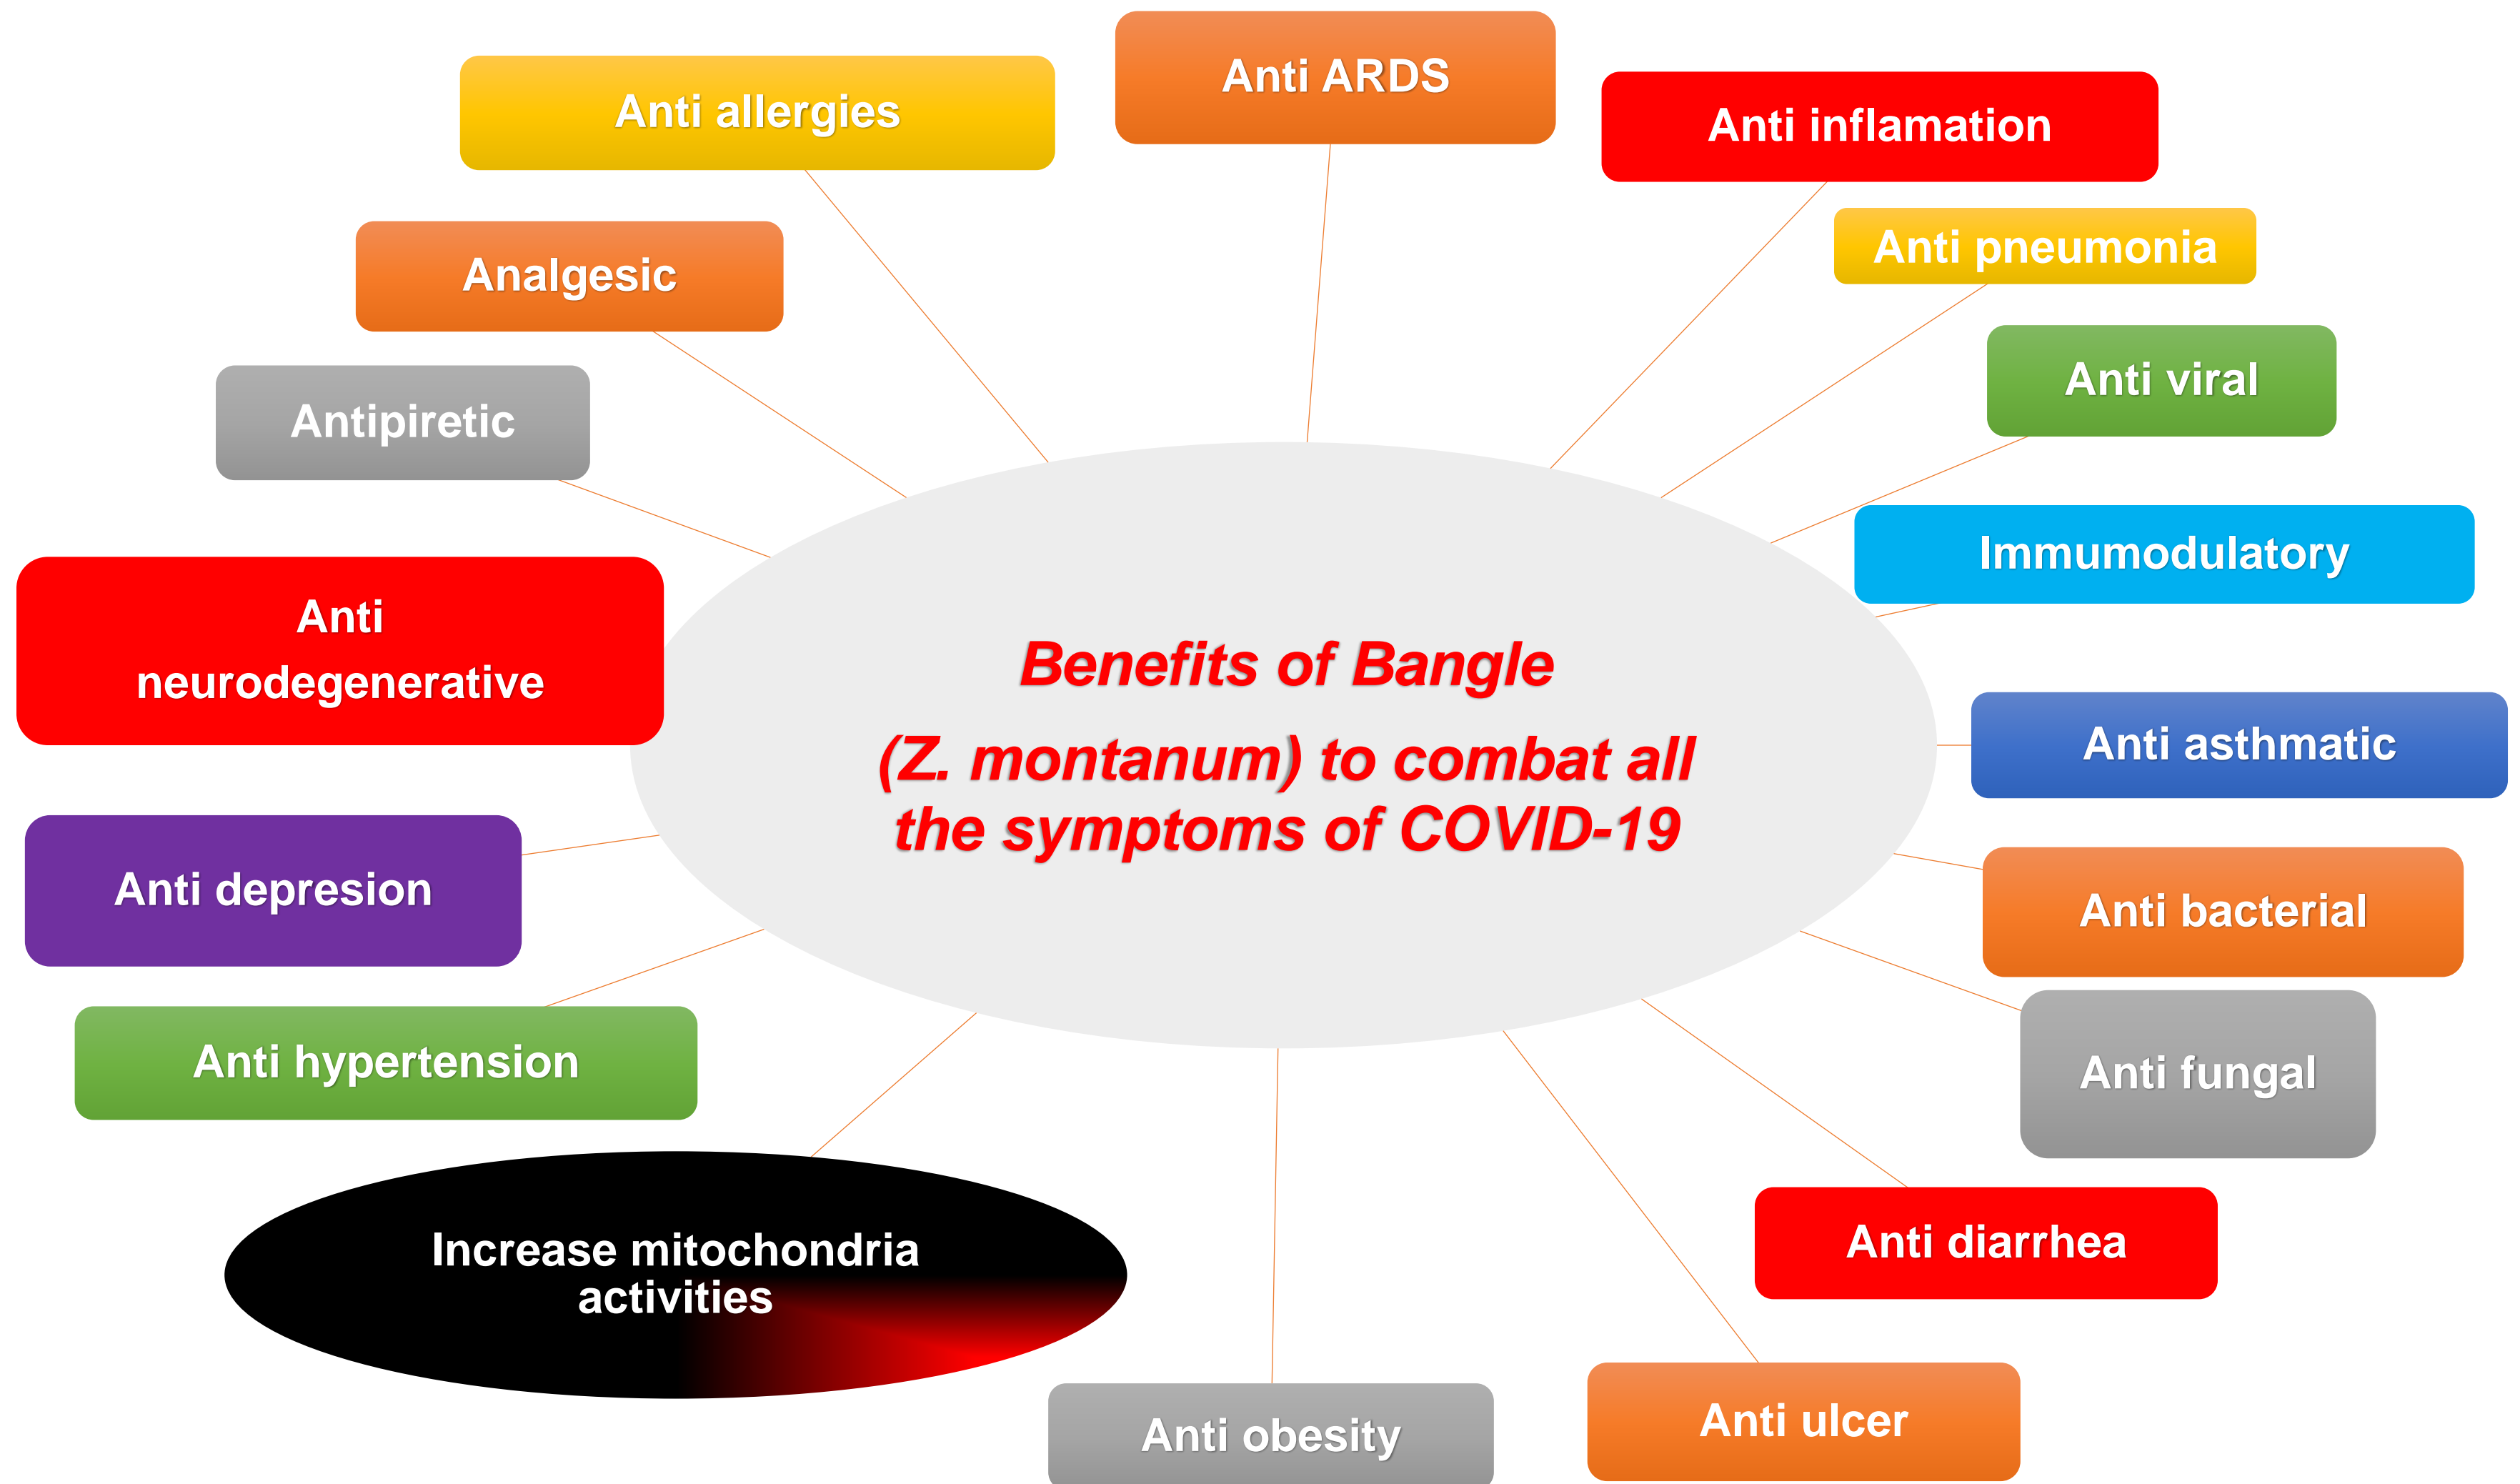 Anti ARDS
Anti allergies
Anti inflamation
Anti pneumonia
Analgesic
Anti viral
Antipiretic
Immumodulatory
Anti
neurodegenerative
Benefits of Bangle
(Z. montanum) to combat all
the symptoms of COVID-19
Anti asthmatic
Anti depresion
Anti bacterial
Anti hypertension
Anti fungal
Increase mitochondria
activities
Anti diarrhea
Anti ulcer
Anti obesity